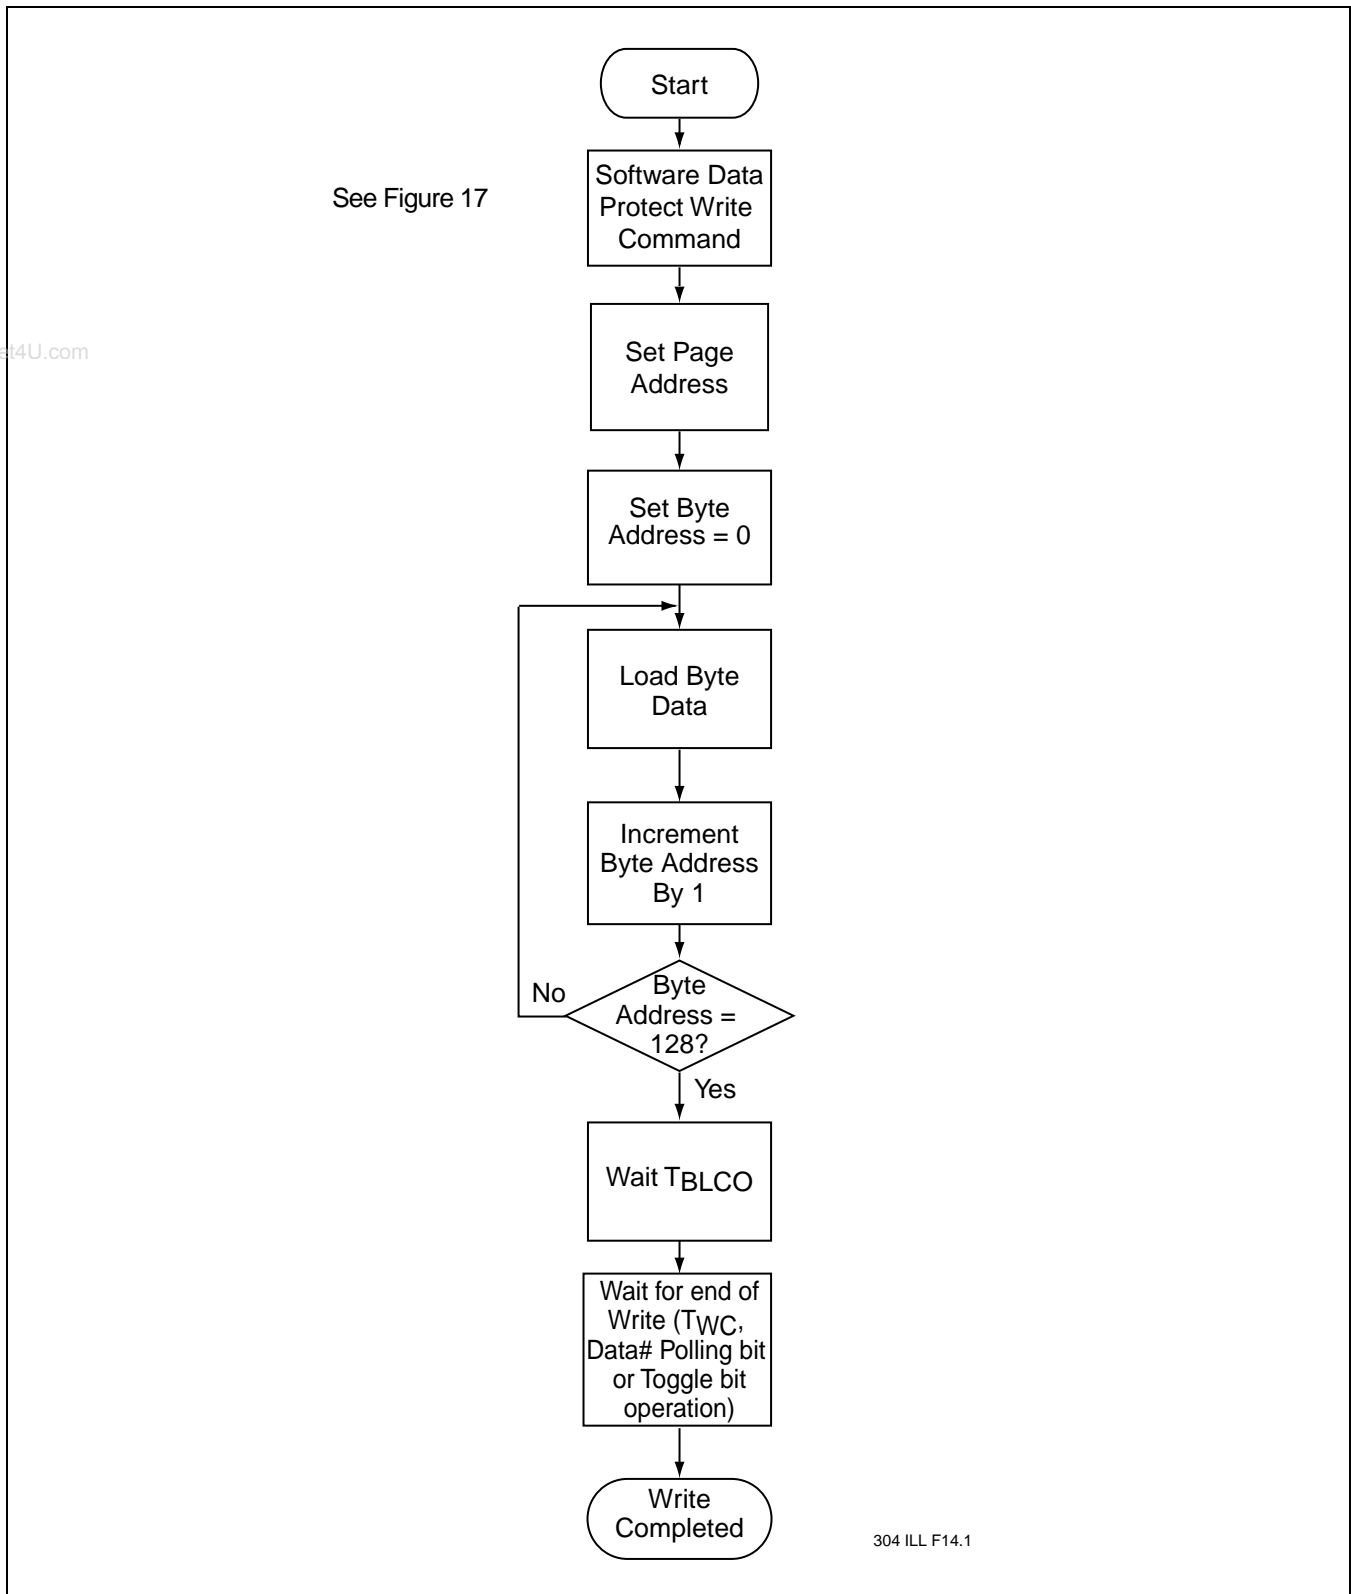 Start
See Figure 17
Software Data
Protect Write
Command
et4U.com
Set Page
Address
Set Byte
Address = 0
Load Byte
Data
Increment
Byte Address
By 1
No
Byte
Address =
128?
Yes
Wait TBLCO
Wait for end of
Write (TWC,
Data# Polling bit
or Toggle bit
operation)
Write
Completed
304 ILL F14.1